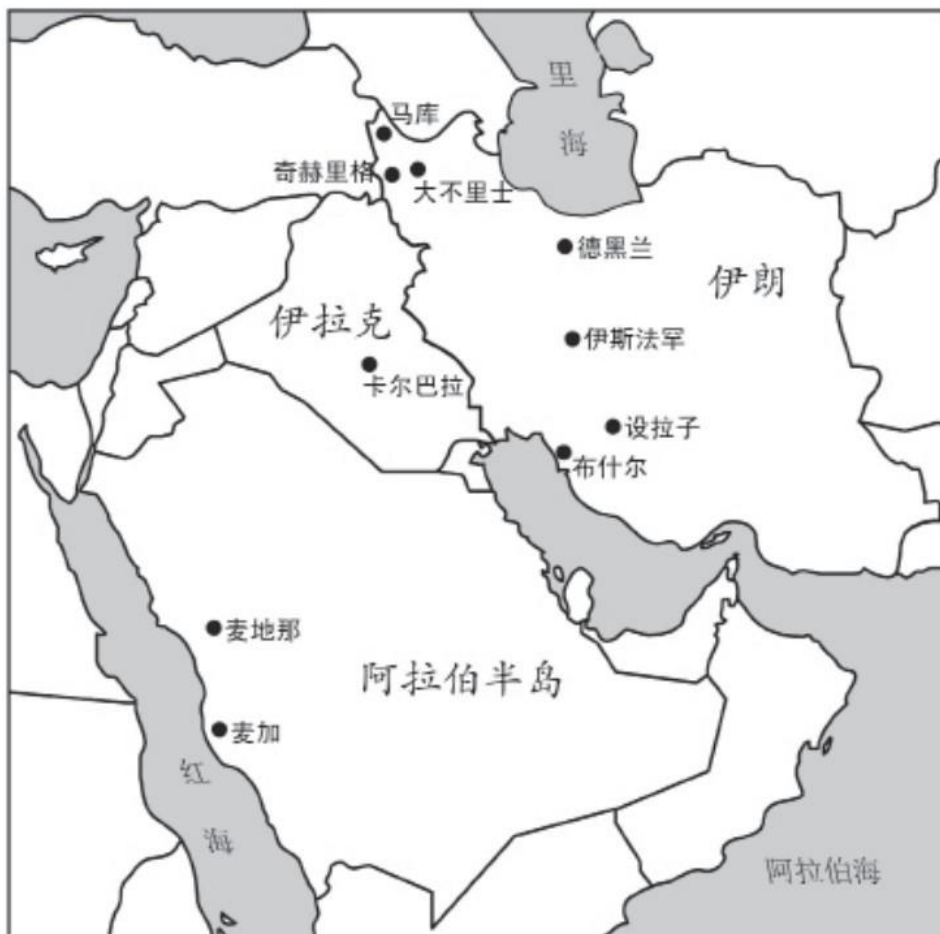 里海
马库
奇赫里格
大不里士
德黑兰
伊朗
伊拉克
伊斯法罕
卡尔巴拉
设拉子
布什尔
麦地那
阿拉伯半岛
麦加
红海
阿拉伯海